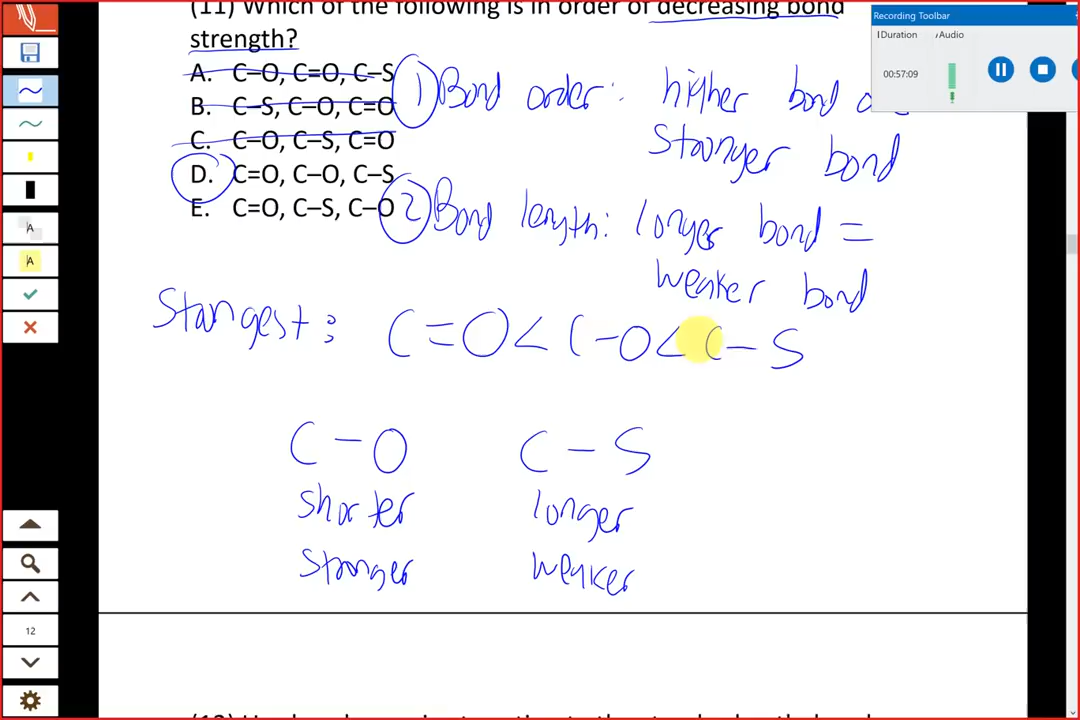 (11) Which of the following is in order of decreasing bond
strength?
A. C–O, C=O, C–S
B. C–S, C–O, C=O
C. C–O, C–S, C=O
D. C=O, C–O, C–S
E. C=O, C–S, C–O
1 Bond order: higher bond
Stronger bond
2 Bond length: longer bond =
weaker bond
Stangest: C=O < C-O < C-S
C-O C-S
shorter longer
Stronger weaker
Recording Toolbar
Duration Audio
00:57:09
A
A
12